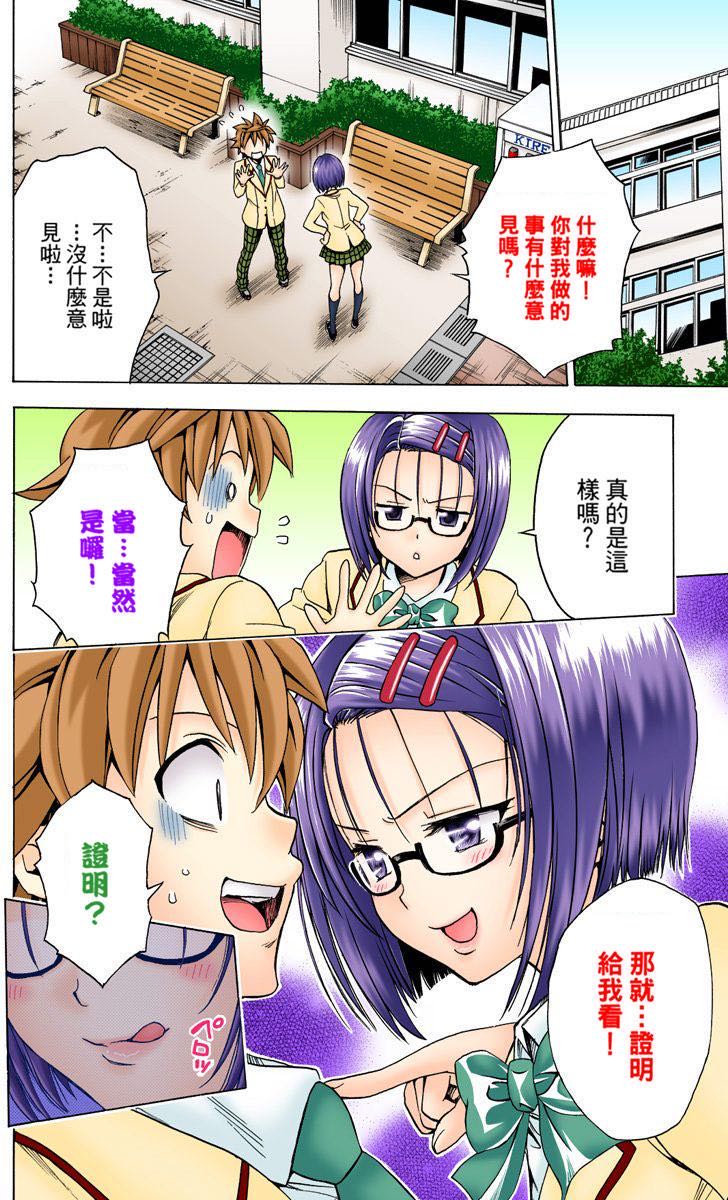 什麼嘛！
你對我做的
事有什麼意
見嗎？
KIRE
不…不是啦
…沒什麼意
見啦…
真的是這
樣嗎？
當…當然
是囉！
那就…證明
給我看！
證明？
ペロッ